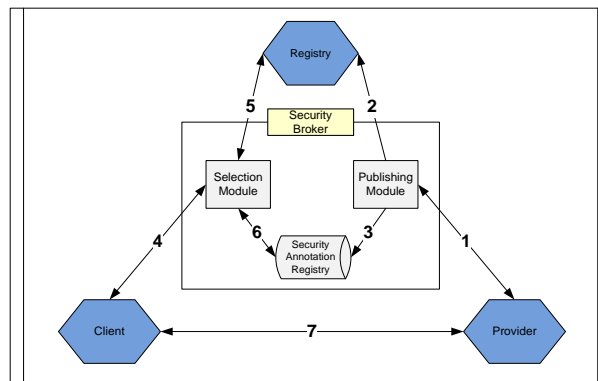 Registry
5
2
Security
Broker
Selection
Module
Publishing
Module
4
6
3
1
Security
Annotation
Registry
Client
7
Provider